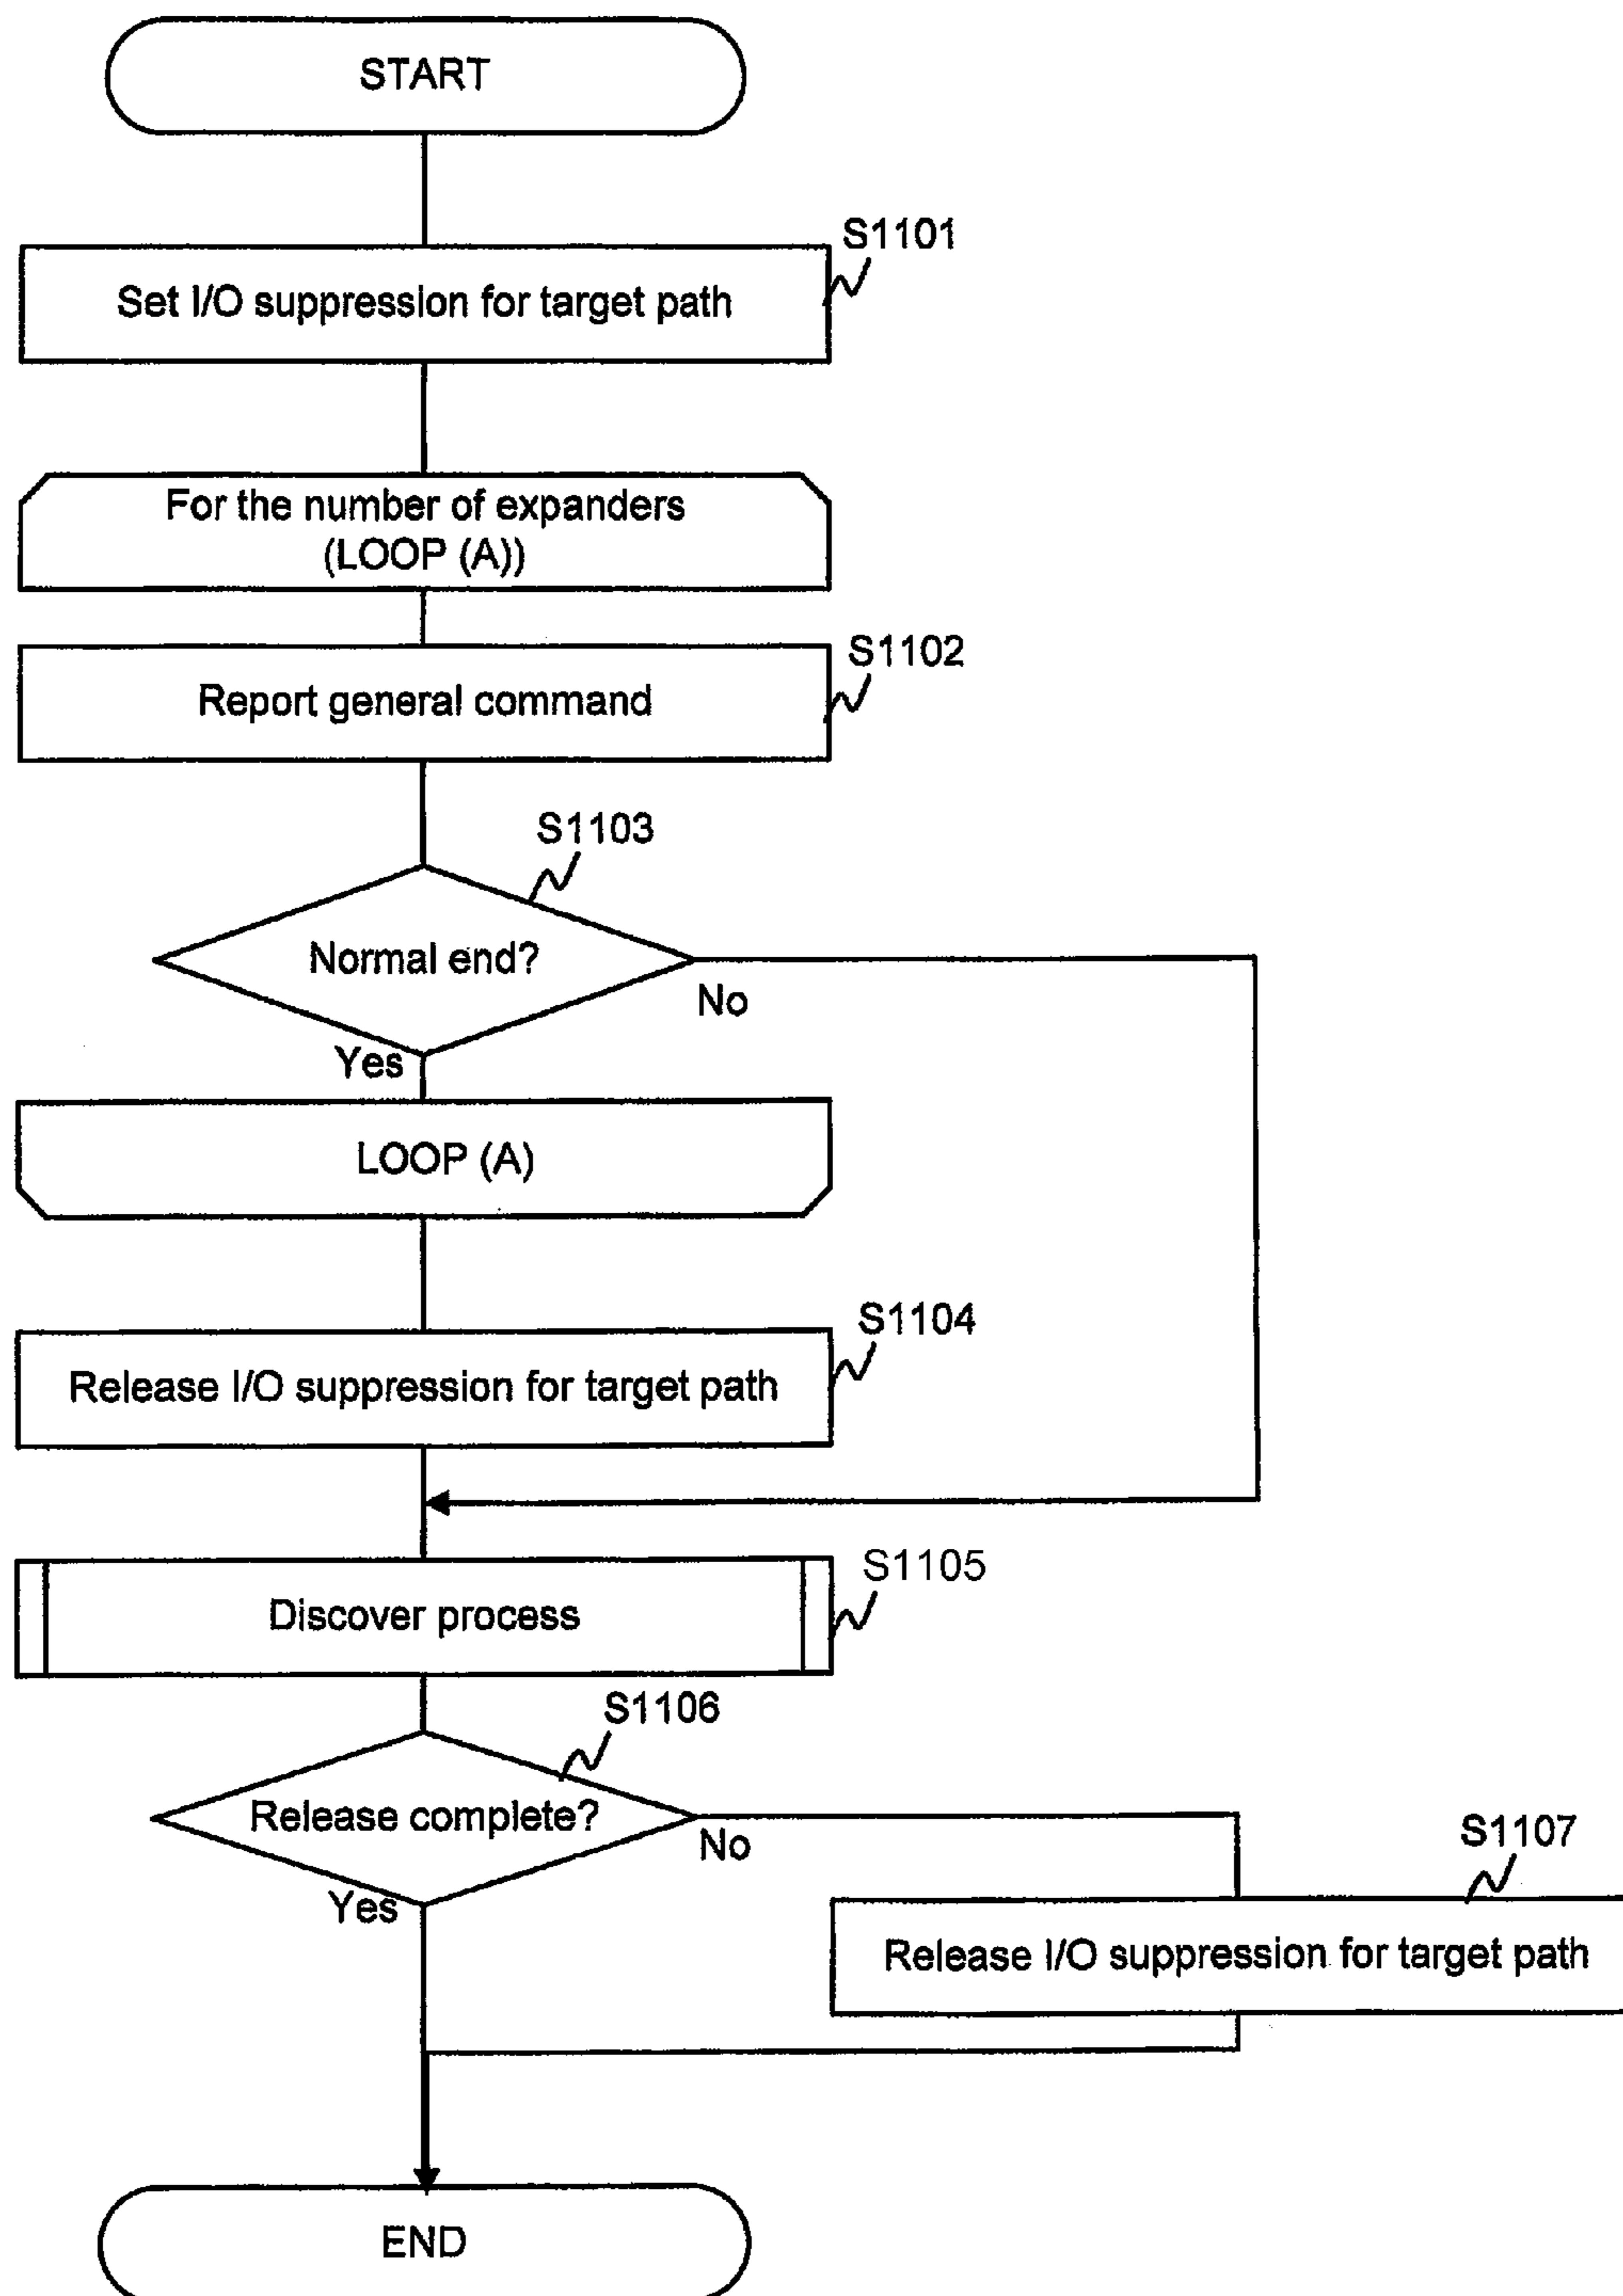 START
S1101
Set I/O suppression for target path
For the number of expanders
(LOOP (A))
S1102
Report general command
S1103
Normal end?
No
Yes
LOOP (A)
S1104
Release I/O suppression for target path
S1105
Discover process
S1106
Release complete?
No
Yes
S1107
Release I/O suppression for target path
END